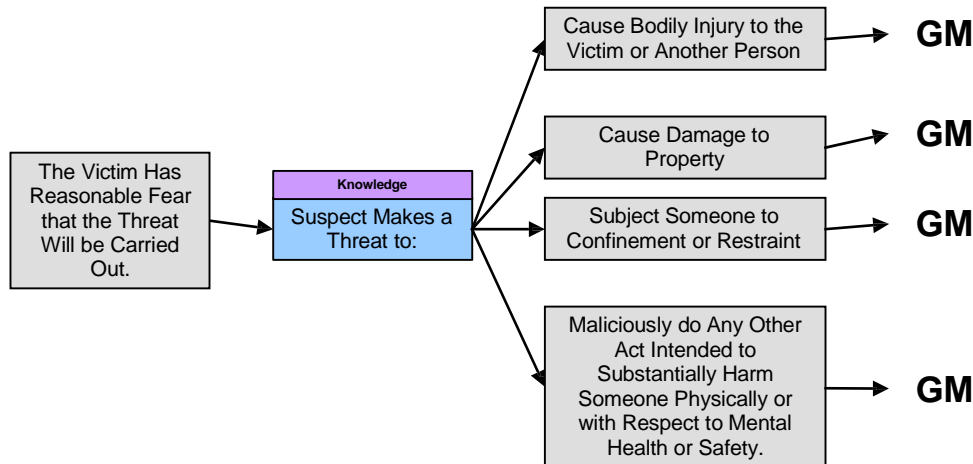 The Victim Has
Reasonable Fear
that the Threat
Will be Carried
Out.
Knowledge
Suspect Makes a
Threat to:
Cause Bodily Injury to the
Victim or Another Person
GM
Cause Damage to
Property
GM
Subject Someone to
Confinement or Restraint
GM
Maliciously do Any Other
Act Intended to
Substantially Harm
Someone Physically or
with Respect to Mental
Health or Safety.
GM